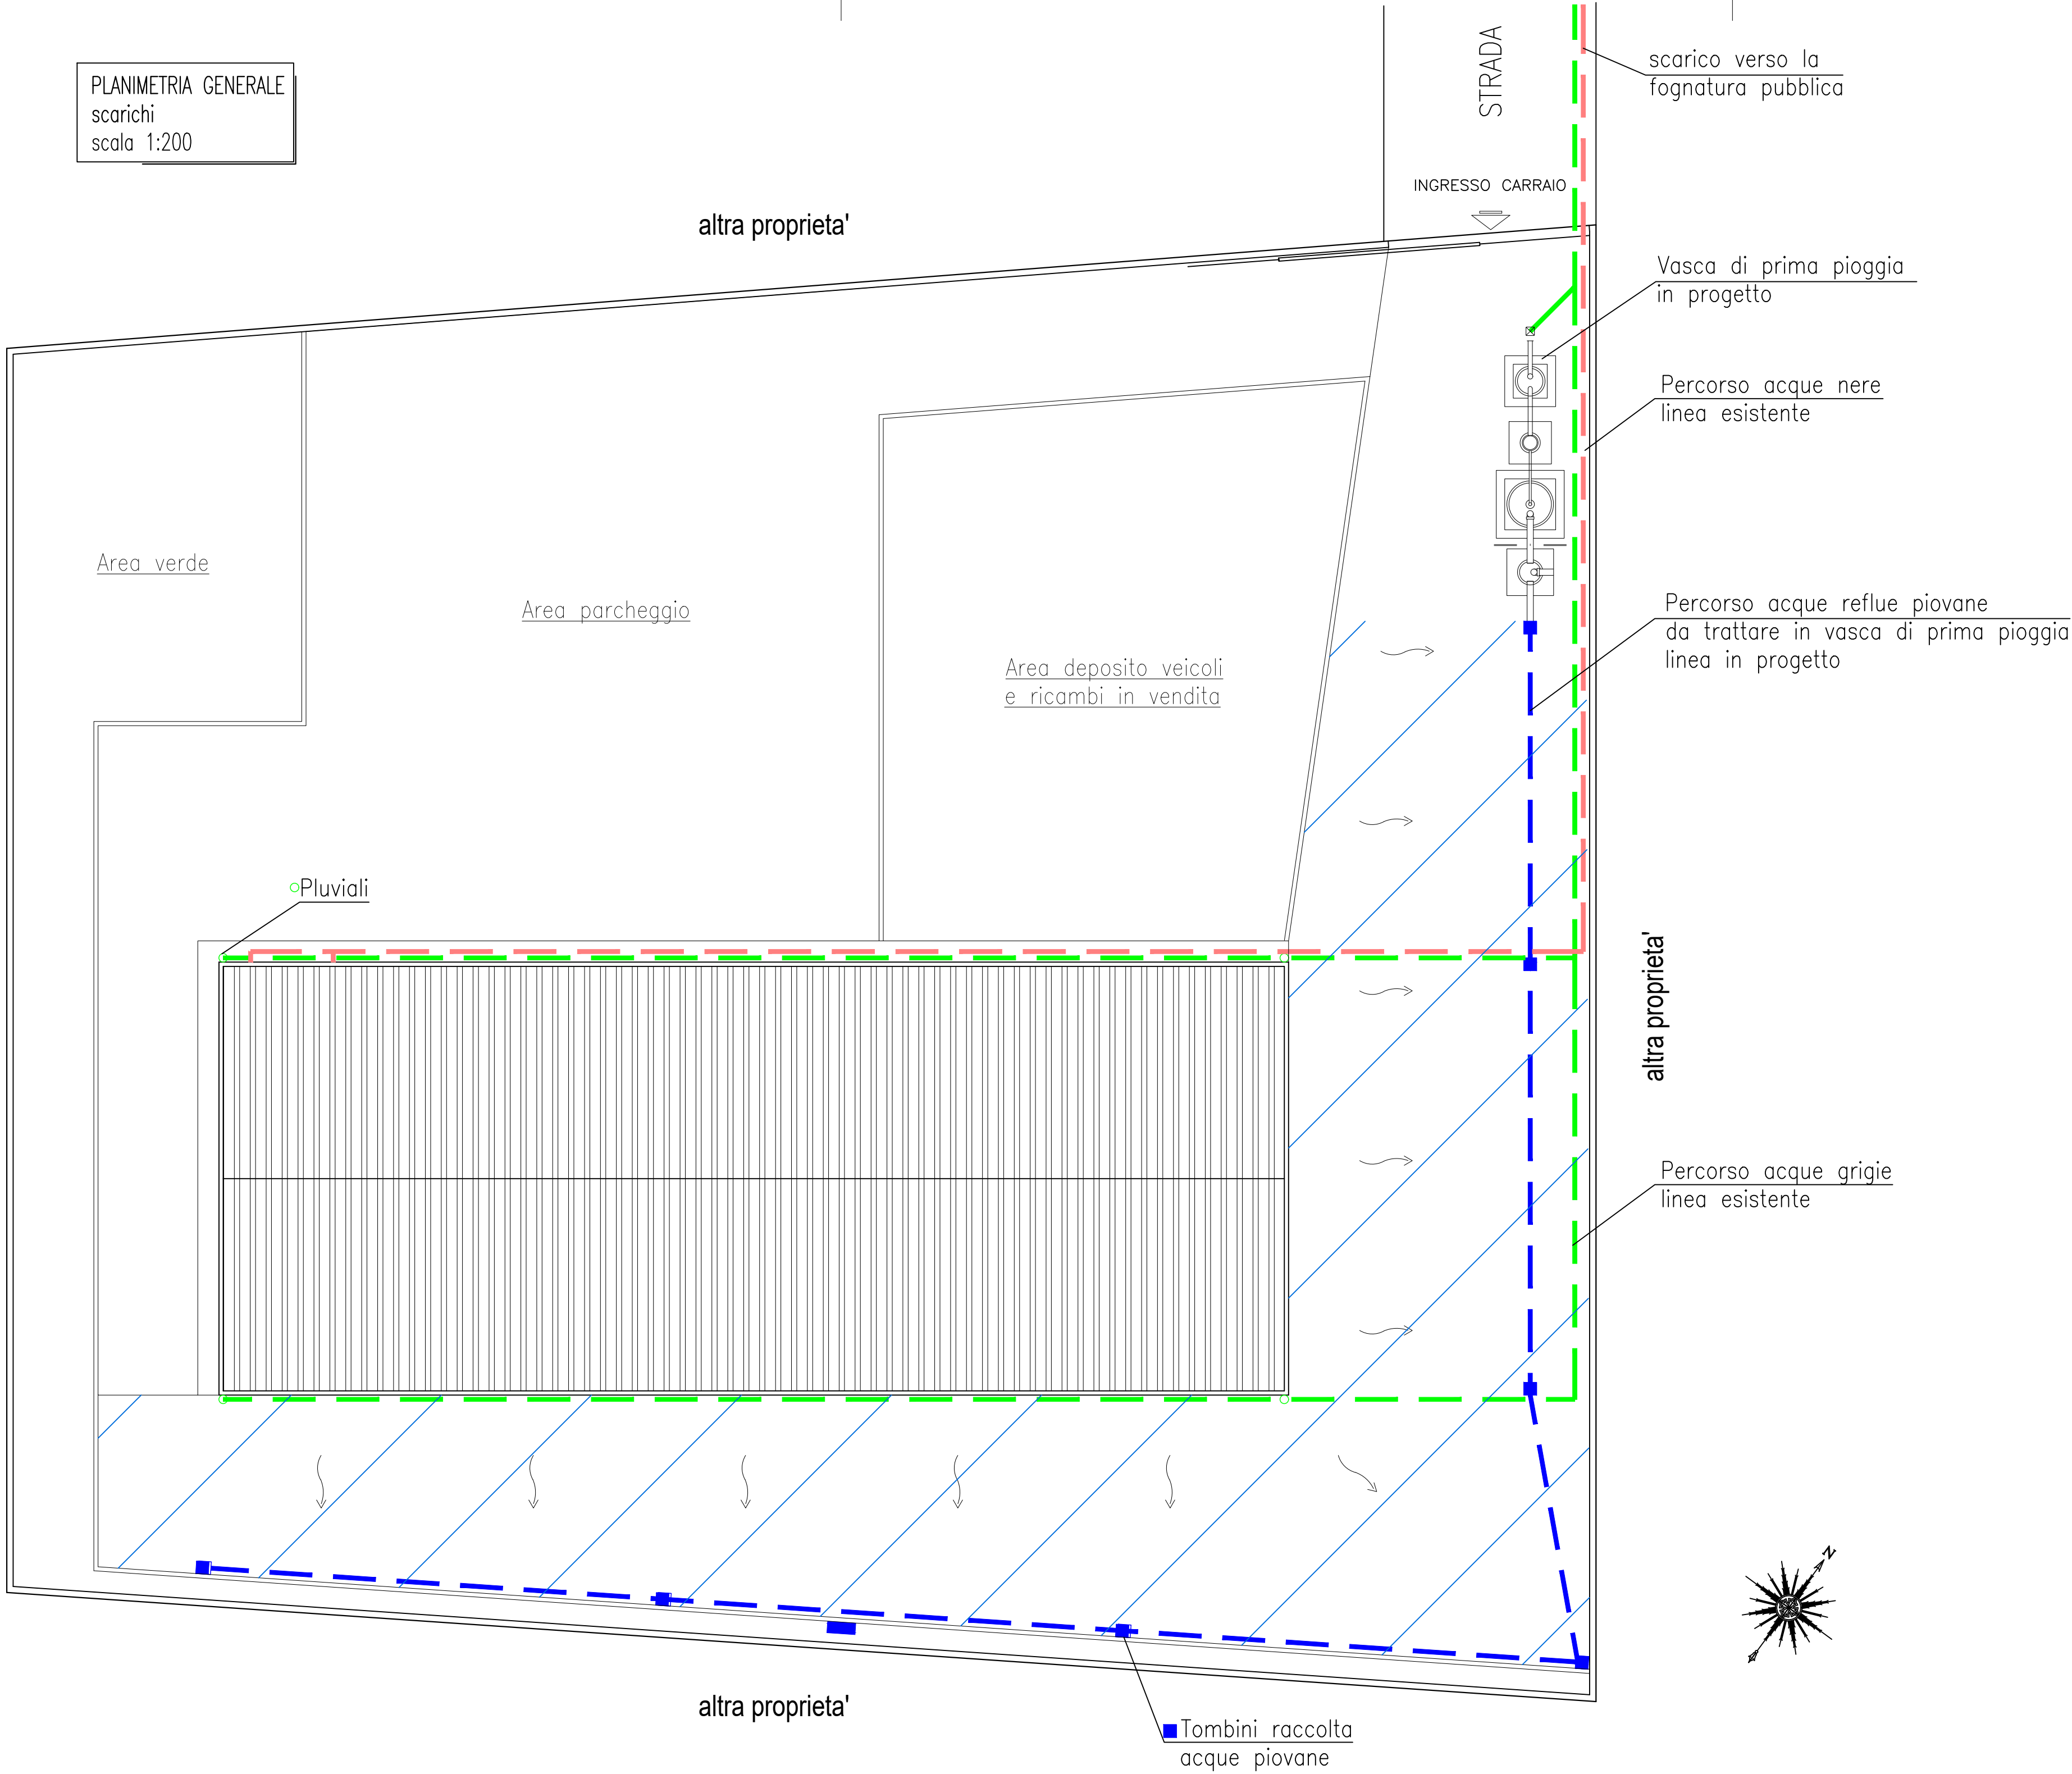 PLANIMETRIA GENERALE
scarichi
scala 1:200
STRADA
scarico verso la
fognatura pubblica
INGRESSO CARRAIO
altra proprieta'
Vasca di prima pioggia
in progetto
Percorso acque nere
linea esistente
Area verde
Area parcheggio
Percorso acque reflue piovane
da trattare in vasca di prima pioggia
linea in progetto
Area deposito veicoli
e ricambi in vendita
Pluviali
altra proprieta'
Percorso acque grigie
linea esistente
N
altra proprieta'
Tombini raccolta
acque piovane